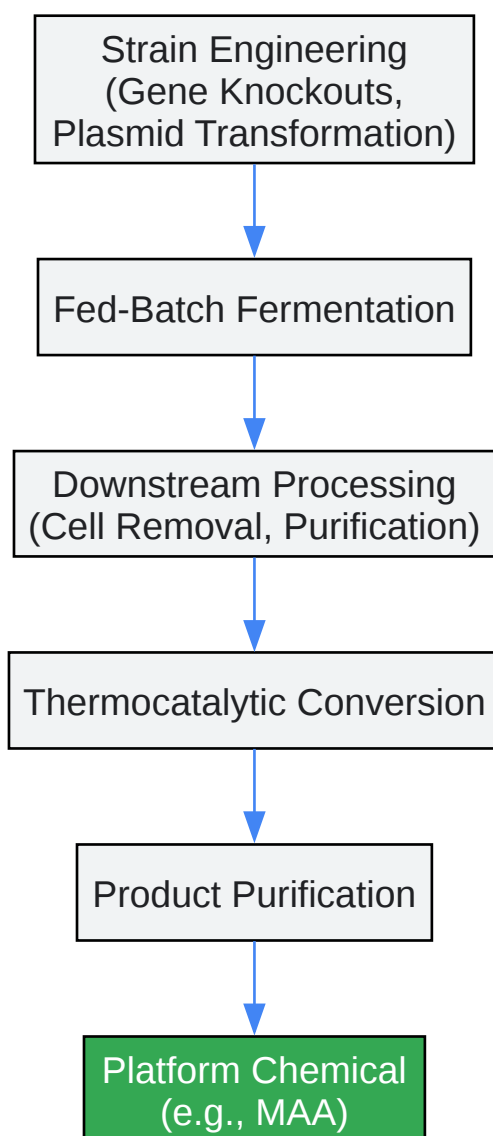 Strain Engineering
(Gene Knockouts,
Plasmid Transformation)
Fed-Batch Fermentation
Downstream Processing
(Cell Removal, Purification)
Thermocatalytic Conversion
Product Purification
Platform Chemical
(e.g., MAA)